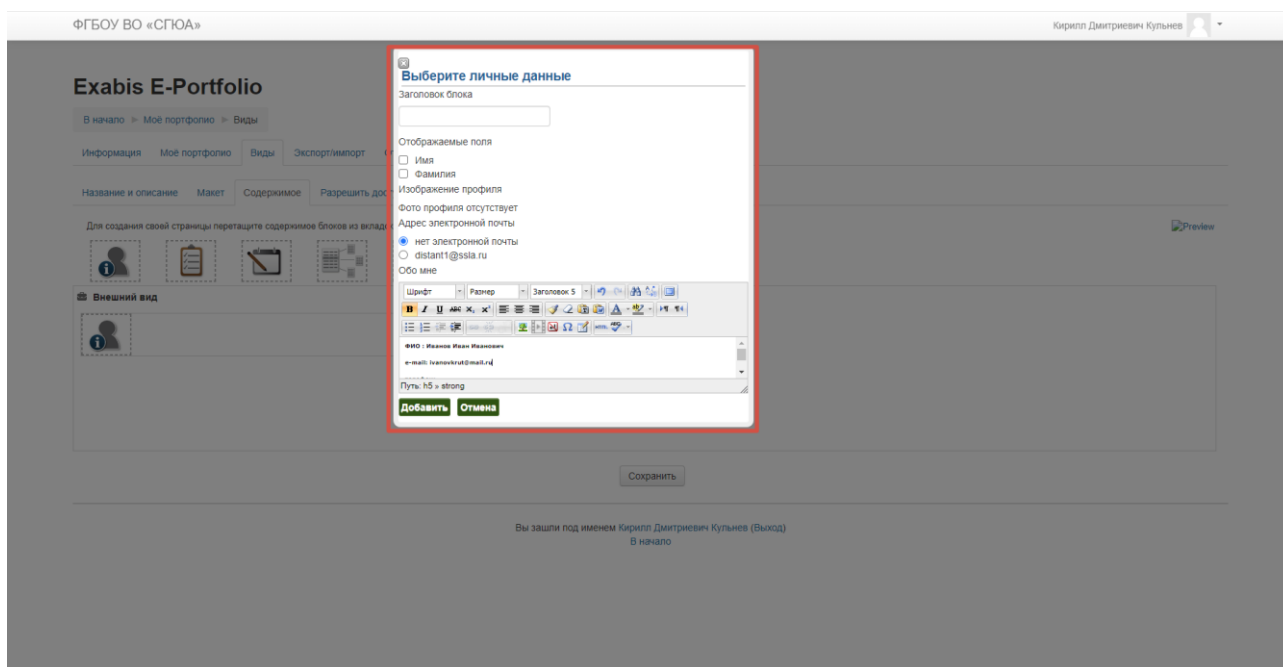 ФГБОУ ВО «СГЮА»
Кирилл Дмитриевич Кульнев
Exabis E-Portfolio
В начало ► Моё портфолио ► Виды
Информация Моё портфолио Виды Экспорт/импорт
Название и описание Макет Содержимое Разрешить дос
Для создания своей страницы перетащите содержимое блоков из вкладо
Preview
Внешний вид
Выберите личные данные
Заголовок блока
Отображаемые поля
Имя
Фамилия
Изображение профиля
Фото профиля отсутствует
Адрес электронной почты
нет электронной почты
distant1@ssla.ru
Обо мне
Шрифт Размер Заголовок 5
B I U ABC X₂ X²
ФИО : Иванов Иван Иванович
e-mail: ivanovkrut@mail.ru
Путь: h5 » strong
Добавить Отмена
Сохранить
Вы зашли под именем Кирилл Дмитриевич Кульнев (Выход)
В начало